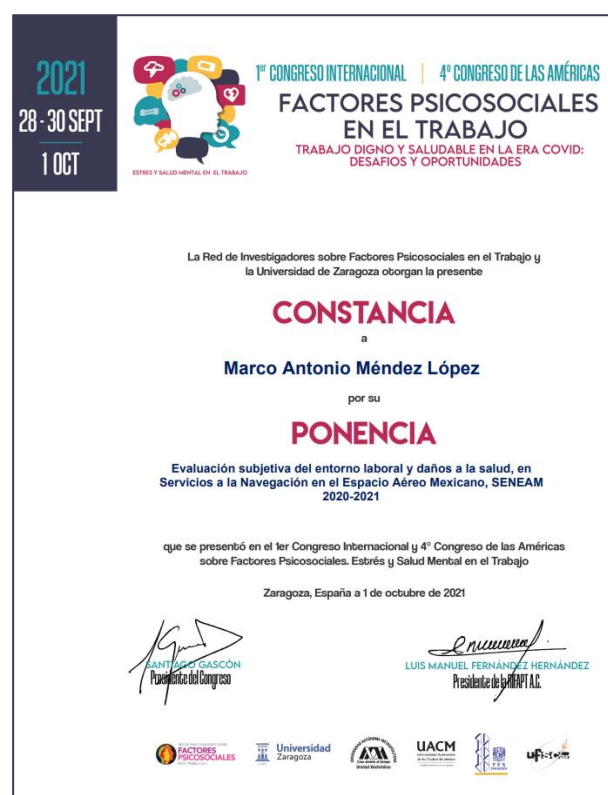 2021
28 - 30 SEPT
1 OCT
ESTRES Y SALUD MENTAL EN EL TRABAJO
1er CONGRESO INTERNACIONAL | 4º CONGRESO DE LAS AMÉRICAS
FACTORES PSICOSOCIALES
EN EL TRABAJO
TRABAJO DIGNO Y SALUDABLE EN LA ERA COVID:
DESAFIOS Y OPORTUNIDADES
La Red de Investigadores sobre Factores Psicosociales en el Trabajo y
la Universidad de Zaragoza otorgan la presente
CONSTANCIA
a
Marco Antonio Méndez López
por su
PONENCIA
Evaluación subjetiva del entorno laboral y daños a la salud, en
Servicios a la Navegación en el Espacio Aéreo Mexicano, SENEAM
2020-2021
que se presentó en el 1er Congreso Internacional y 4° Congreso de las Américas
sobre Factores Psicosociales. Estrés y Salud Mental en el Trabajo
Zaragoza, España a 1 de octubre de 2021
SANTIAGO GASCÓN
Presidente del Congreso
LUIS MANUEL FERNÁNDEZ HERNÁNDEZ
Presidente de la RIFAPT A.C.
FACTORES
PSICOSOCIALES
Universidad
Zaragoza
UACM
ufscar